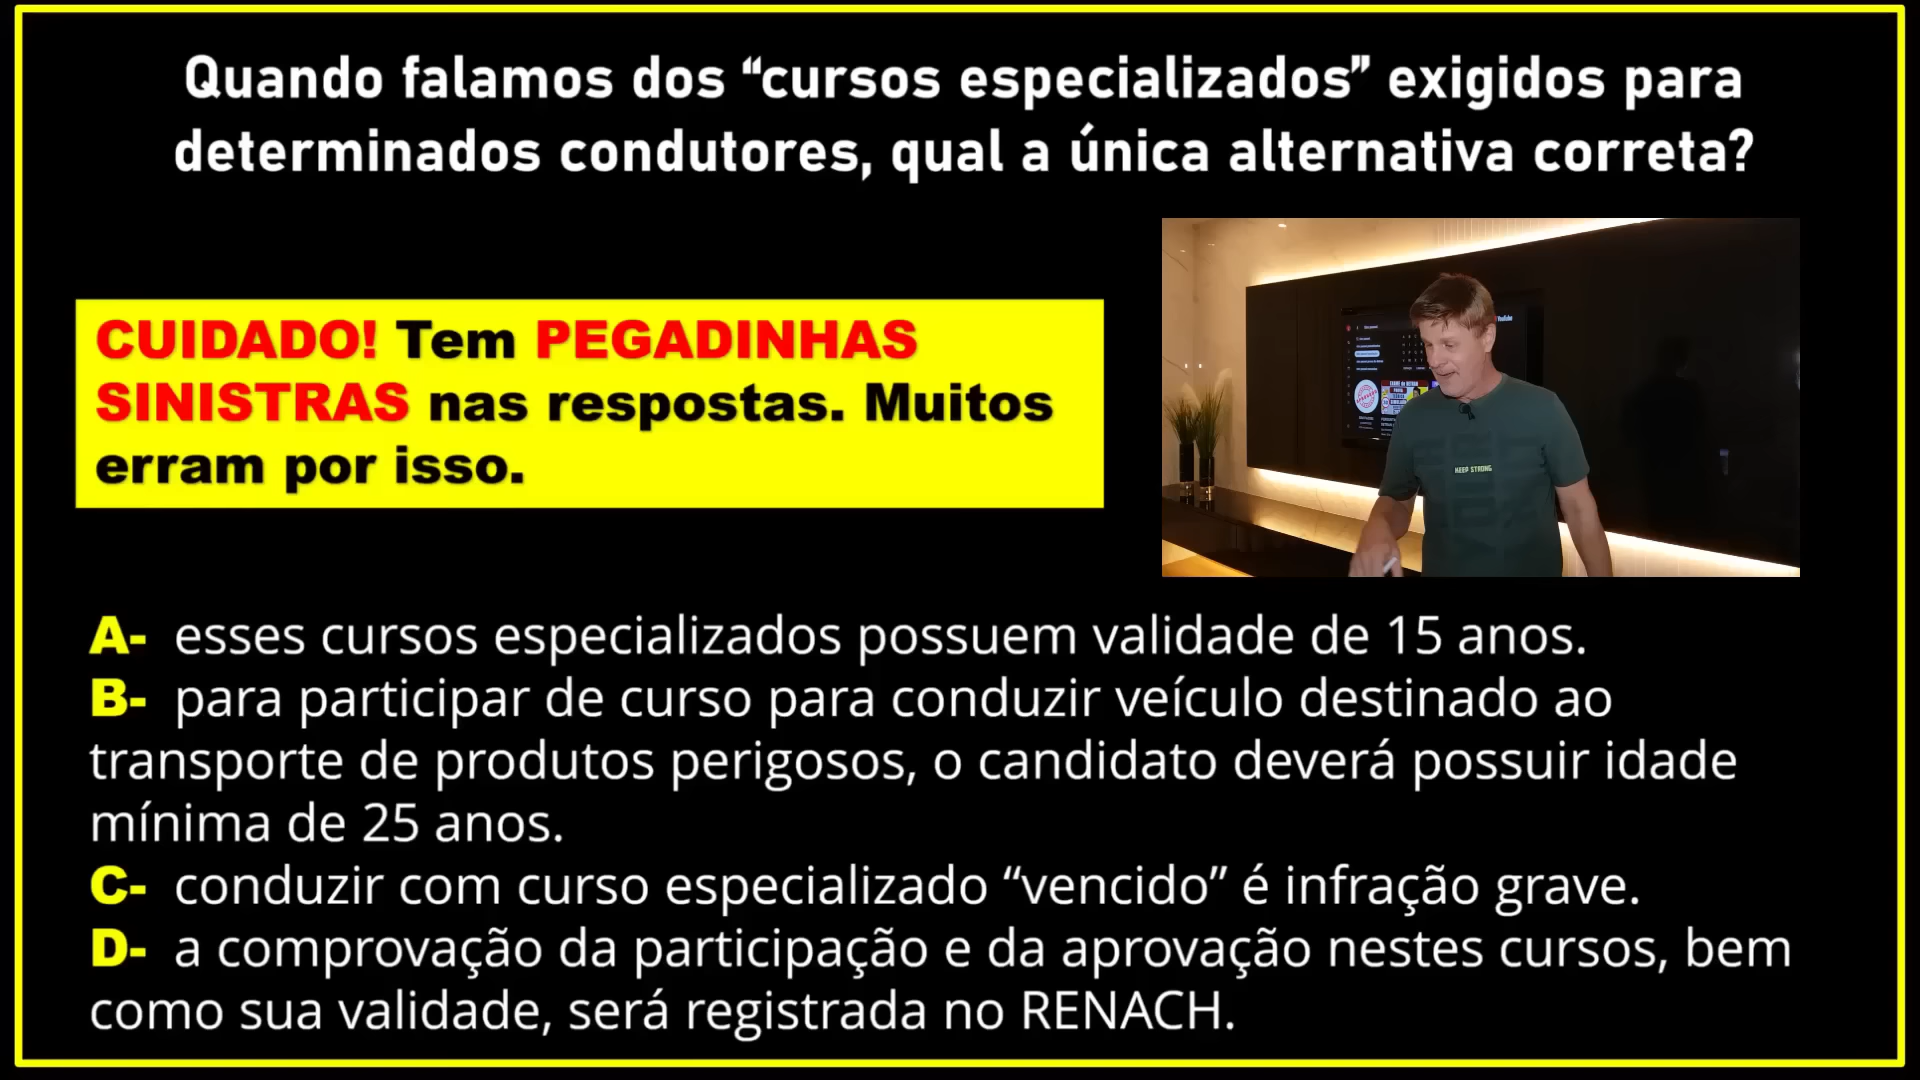 Quando falamos dos “cursos especializados” exigidos para
determinados condutores, qual a única alternativa correta?
CUIDADO! Tem PEGADINHAS
SINISTRAS nas respostas. Muitos
erram por isso.
YouTube
KEEP STRONG
A- esses cursos especializados possuem validade de 15 anos.
B- para participar de curso para conduzir veículo destinado ao
transporte de produtos perigosos, o candidato deverá possuir idade
mínima de 25 anos.
C- conduzir com curso especializado “vencido” é infração grave.
D- a comprovação da participação e da aprovação nestes cursos, bem
como sua validade, será registrada no RENACH.